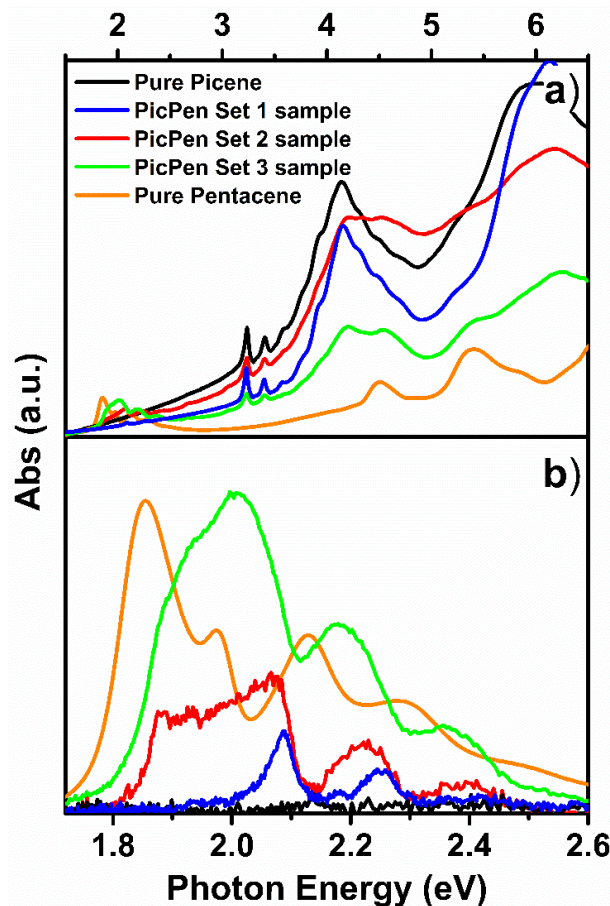 2 3 4 5 6
a)
Pure Picene
PicPen Set 1 sample
PicPen Set 2 sample
PicPen Set 3 sample
Pure Pentacene
Abs (a.u.)
b)
1.8 2.0 2.2 2.4 2.6
Photon Energy (eV)